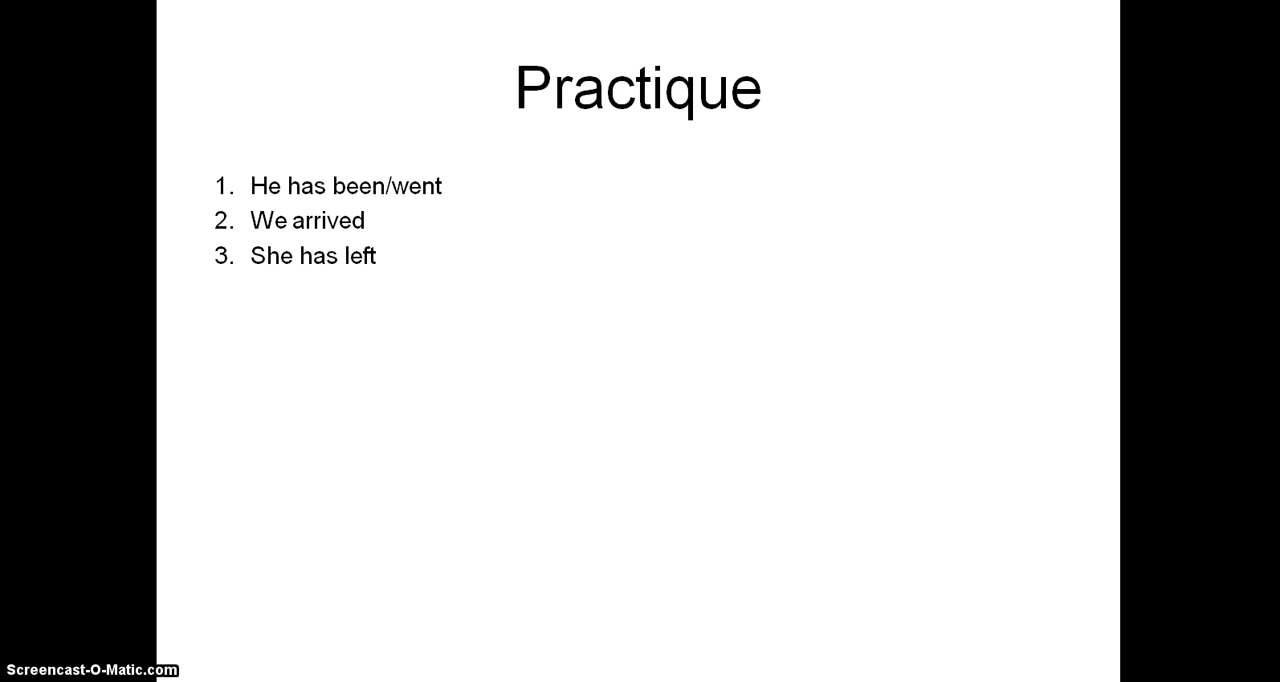 Practique
1. He has been/went
2. We arrived
3. She has left
Screencast-O-Matic.com